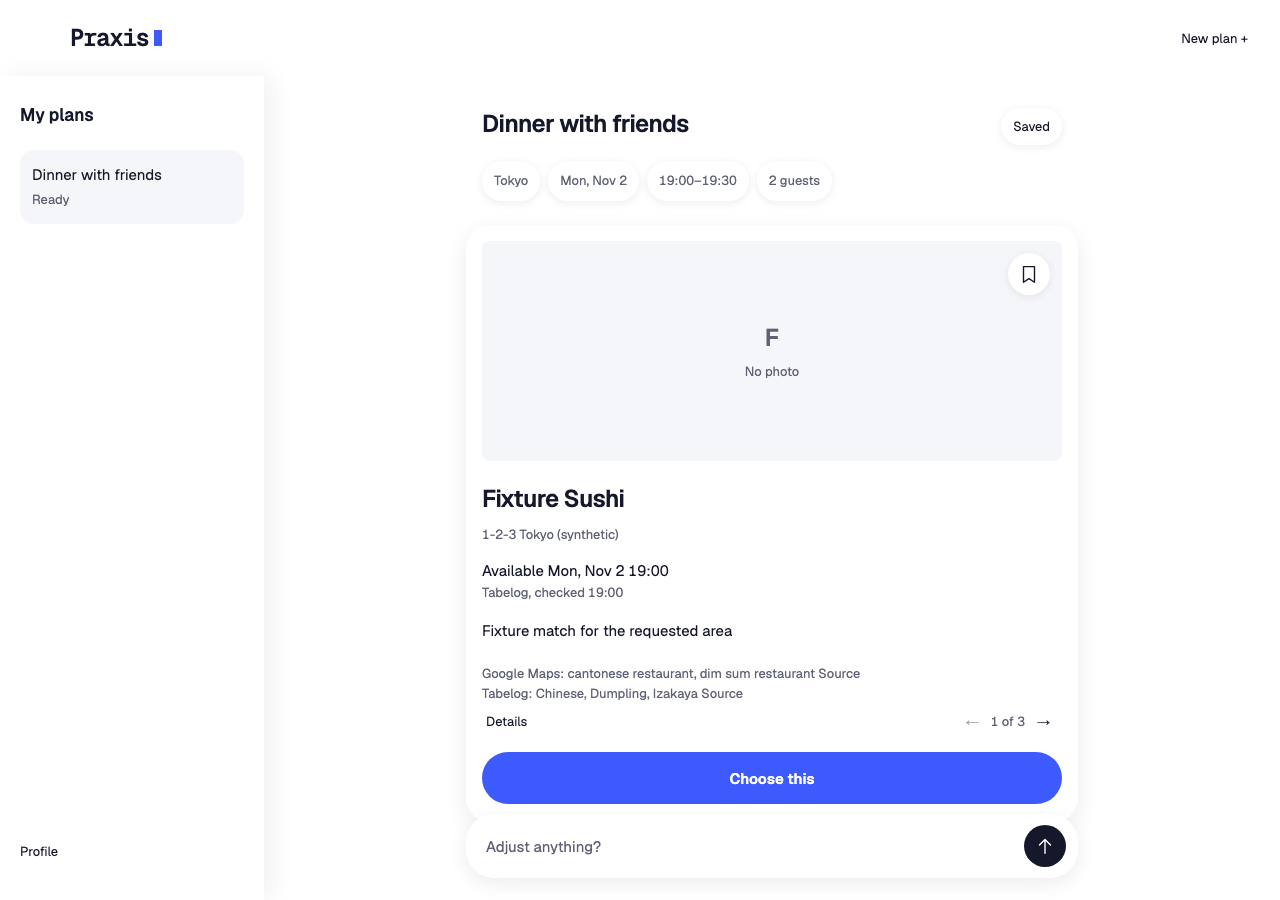 Praxis
New plan +
My plans
Dinner with friends
Ready
Profile
Dinner with friends
Saved
Tokyo
Mon, Nov 2
19:00–19:30
2 guests
F
No photo
Fixture Sushi
1-2-3 Tokyo (synthetic)
Available Mon, Nov 2 19:00
Tabelog, checked 19:00
Fixture match for the requested area
Google Maps: cantonese restaurant, dim sum restaurant Source
Tabelog: Chinese, Dumpling, Izakaya Source
Details
← 1 of 3 →
Choose this
Adjust anything?